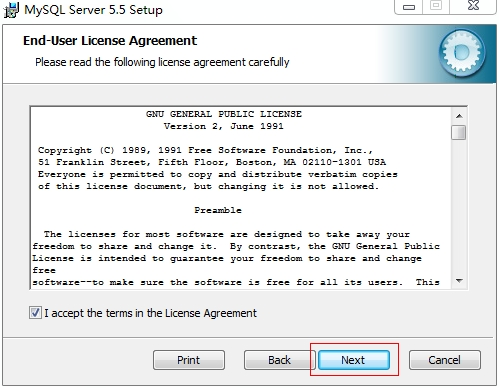 MySQL Server 5.5 Setup
End-User License Agreement
Please read the following license agreement carefully
GNU GENERAL PUBLIC LICENSE
Version 2, June 1991
Copyright (C) 1989, 1991 Free Software Foundation, Inc.,
51 Franklin Street, Fifth Floor, Boston, MA 02110-1301 USA
Everyone is permitted to copy and distribute verbatim copies
of this license document, but changing it is not allowed.
Preamble
The licenses for most software are designed to take away your
freedom to share and change it. By contrast, the GNU General Public
License is intended to guarantee your freedom to share and change
free
software--to make sure the software is free for all its users. This
I accept the terms in the License Agreement
Print Back Next Cancel